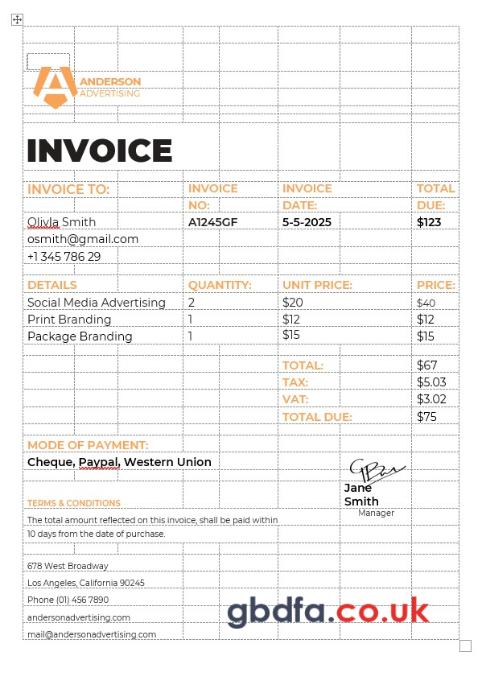 ANDERSON
ADVERTISING
INVOICE
INVOICE TO: INVOICE NO: INVOICE DATE: TOTAL DUE:
Olivla Smith A1245GF 5-5-2025 $123
osmith@gmail.com
+1 345 786 29
DETAILS QUANTITY: UNIT PRICE: PRICE:
Social Media Advertising 2 $20 $40
Print Branding 1 $12 $12
Package Branding 1 $15 $15
TOTAL: $67
TAX: $5.03
VAT: $3.02
TOTAL DUE: $75
MODE OF PAYMENT:
Cheque, Paypal, Western Union
Jane
Smith
Manager
TERMS & CONDITIONS
The total amount reflected on this invoice, shall be paid within
10 days from the date of purchase.
678 West Broadway
Los Angeles, California 90245
Phone (01) 456 7890
andersonadvertising.com
mail@andersonadvertising.com
gbdfa.co.uk